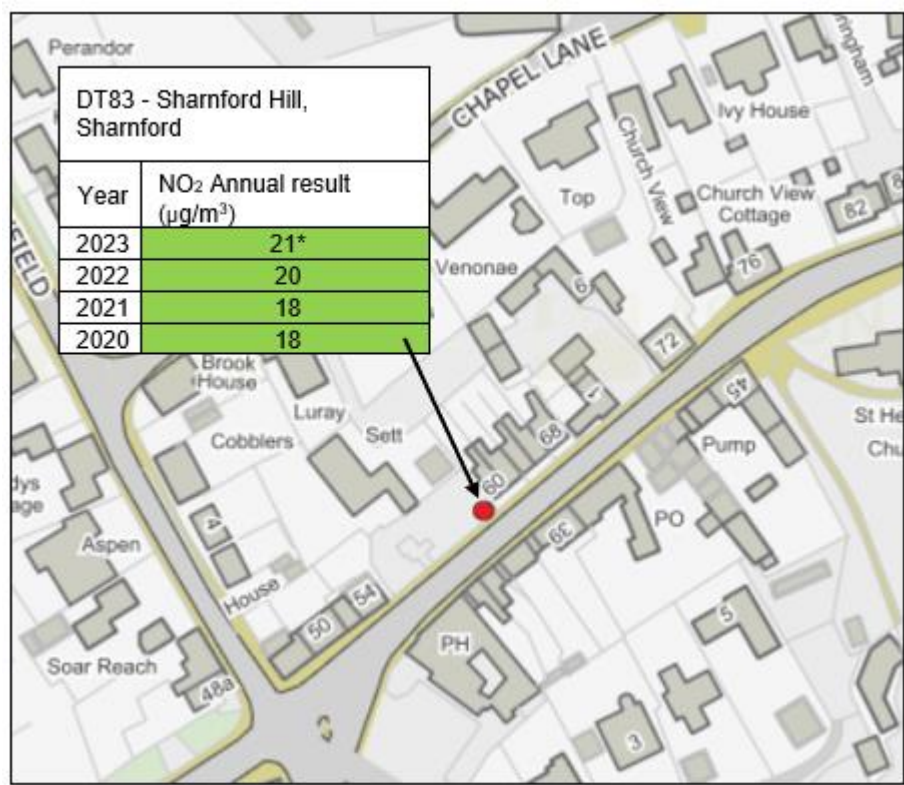 Perandor
DT83 - Sharnford Hill,
Sharnford
Year
NO₂ Annual result
(µg/m³)
2023 21*
2022 20
2021 18
2020 18
CHAPEL LANE
Ivy House
Church View
Top
Church View
Cottage
82
76
Venonae
6
72
FIELD
Brook
House
Luray
Sett
Cobblers
1
68
60
45
Pump
St He
Chu
PO
39
4
Aspen
House
54
50
PH
5
Soar Reach
48a
3